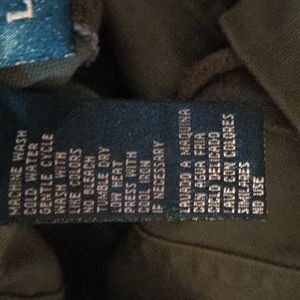 L
MACHINE WASH
COLD WATER
GENTLE CYCLE
WASH WITH
LIKE COLORS
NO BLEACH
TUMBLE DRY
LOW HEAT
PRESS WITH
COOL IRON
IF NECESSARY
LAVADO A MAQUINA
CON AGUA FRIA
CICLO DELICADO
LAVE CON COLORES
SIMILARES
NO USE